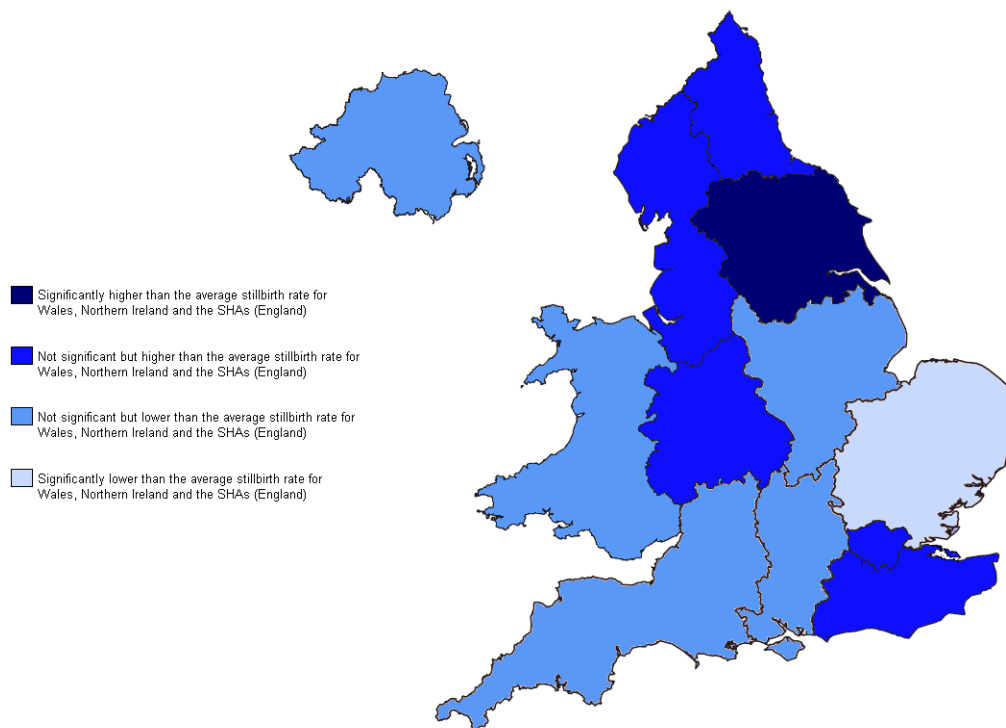 Significantly higher than the average stillbirth rate for
Wales, Northern Ireland and the SHAs (England)
Not significant but higher than the average stillbirth rate for
Wales, Northern Ireland and the SHAs (England)
Not significant but lower than the average stillbirth rate for
Wales, Northern Ireland and the SHAs (England)
Significantly lower than the average stillbirth rate for
Wales, Northern Ireland and the SHAs (England)